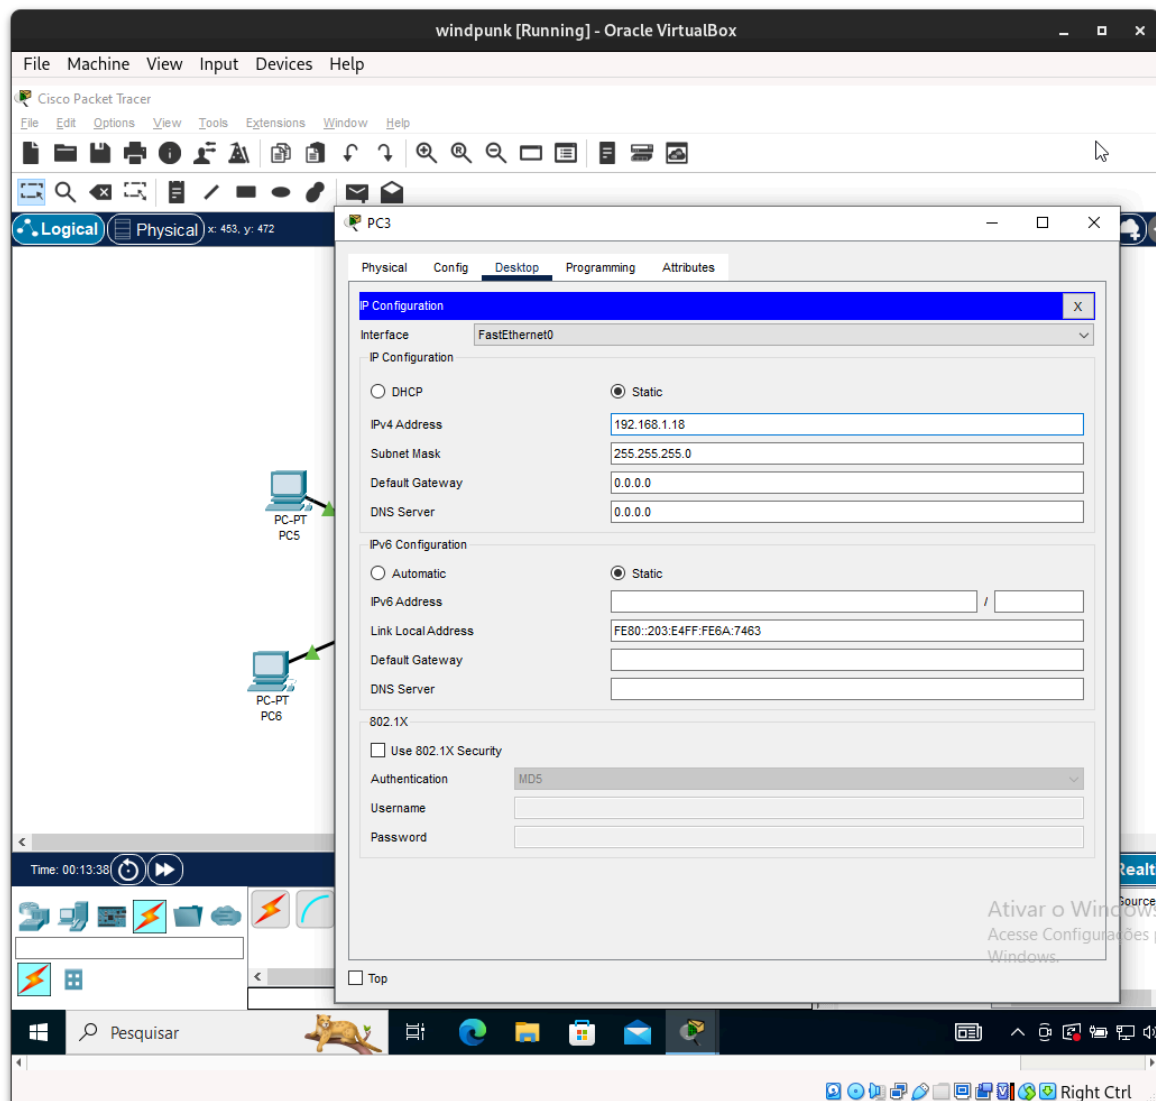 windpunk [Running] - Oracle VirtualBox
File Machine View Input Devices Help
Cisco Packet Tracer
File Edit Options View Tools Extensions Window Help
Logical
Physical
x: 453, y: 472
PC3
Physical Config Desktop Programming Attributes
IP Configuration
X
Interface
FastEthernet0
IP Configuration
DHCP
Static
IPv4 Address
192.168.1.18
Subnet Mask
255.255.255.0
Default Gateway
0.0.0.0
DNS Server
0.0.0.0
IPv6 Configuration
Automatic
Static
IPv6 Address
/
Link Local Address
FE80::203:E4FF:FE6A:7463
Default Gateway
DNS Server
802.1X
Use 802.1X Security
Authentication
MD5
Username
Password
Top
PC-PT
PC5
PC-PT
PC6
Time: 00:13:38
Realt
Source
Ativar o Windows
Acesse Configurações p
Windows.
Pesquisar
Right Ctrl